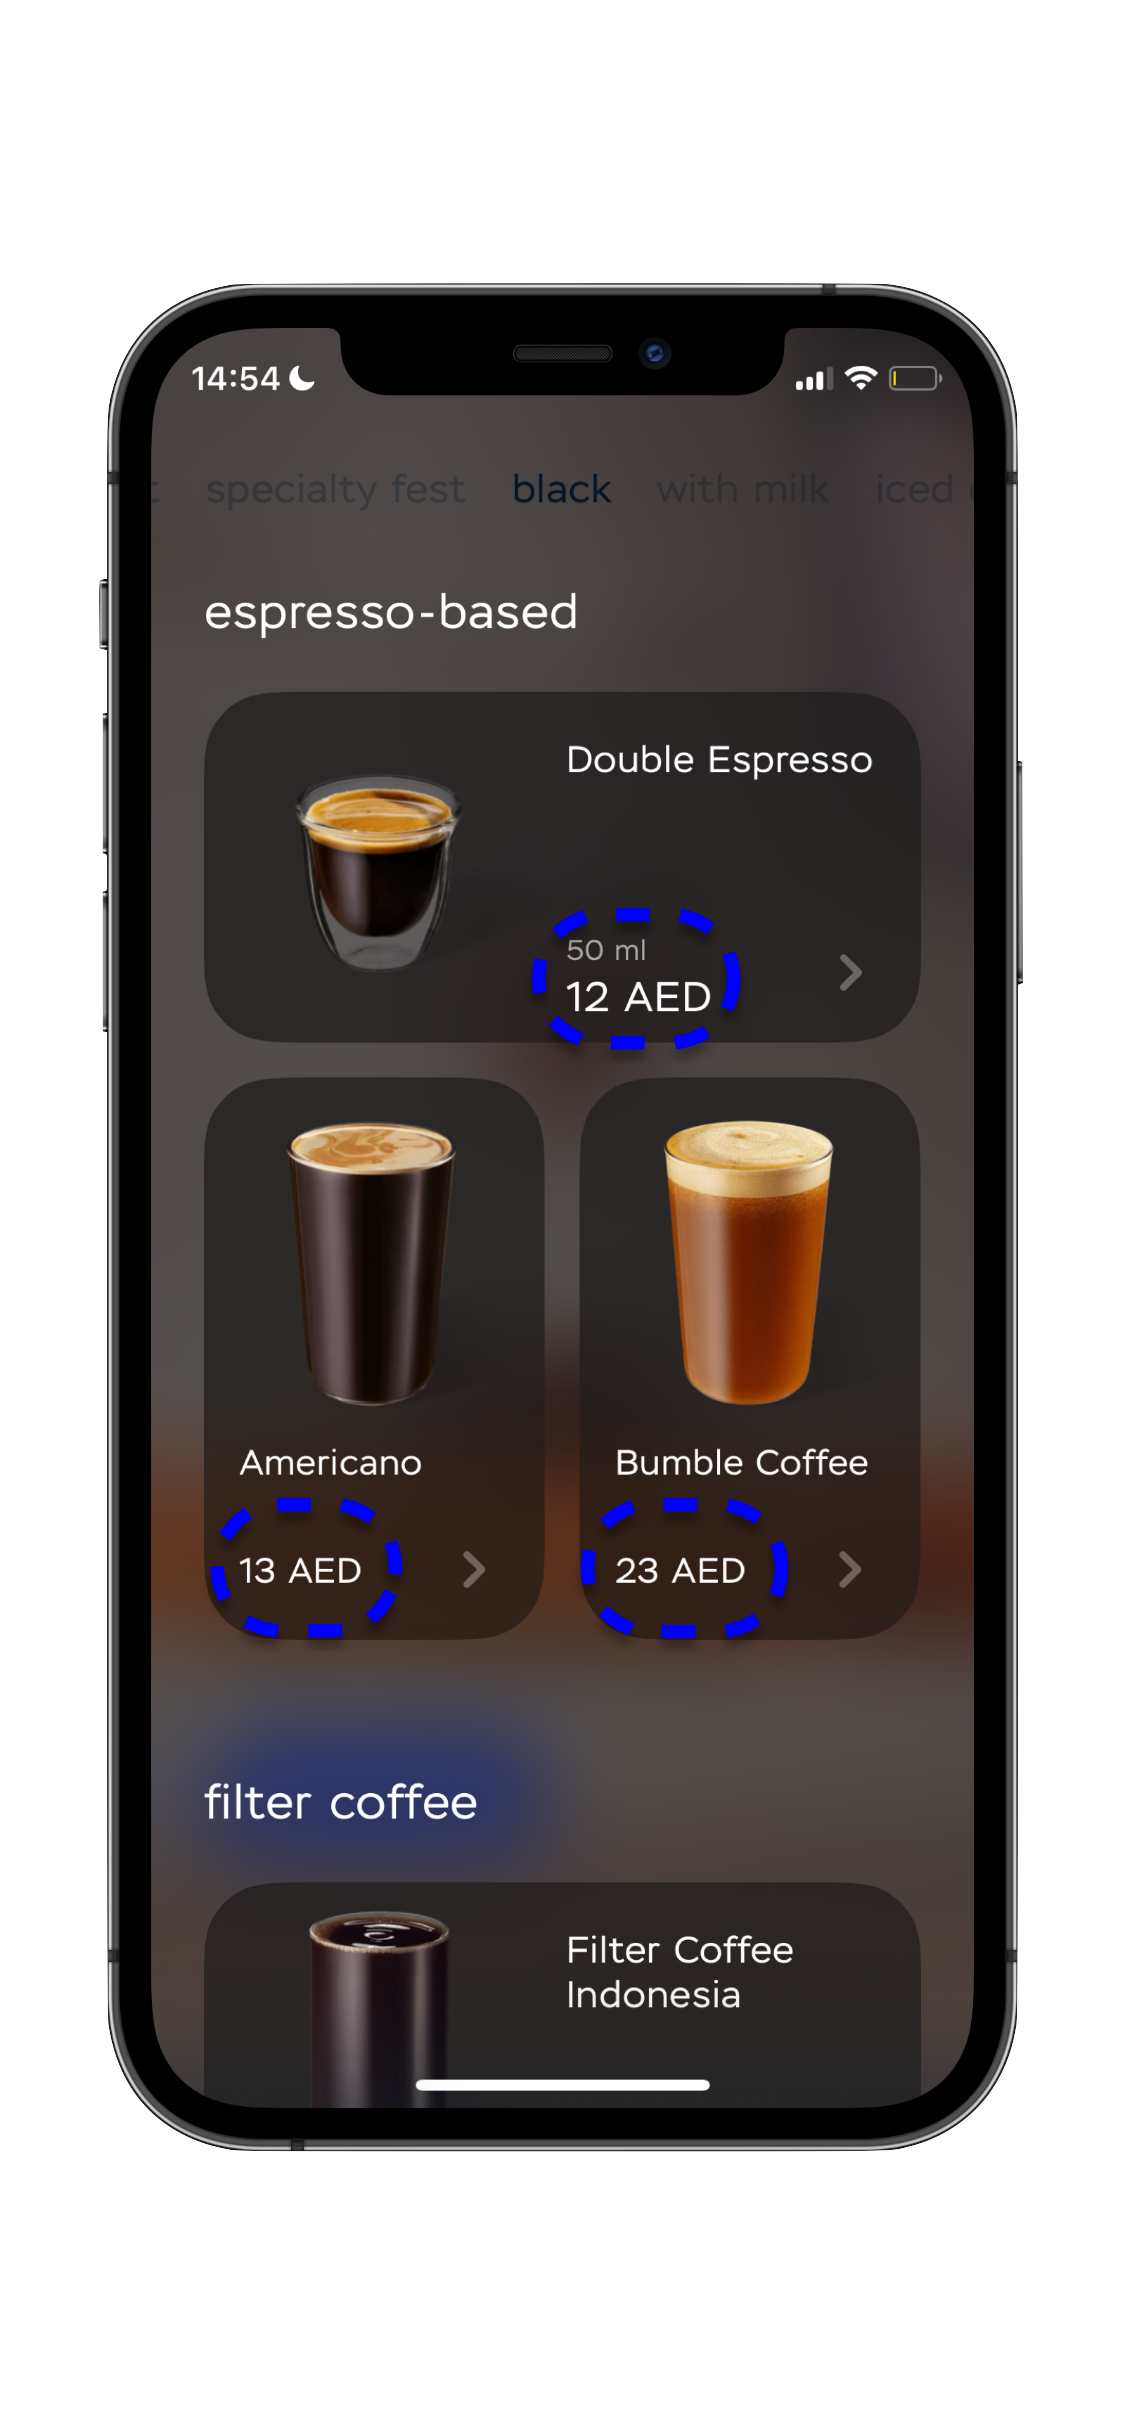 14:54
specialty fest black with milk iced
espresso-based
Double Espresso
50 ml
12 AED
Americano
Bumble Coffee
13 AED
23 AED
filter coffee
Filter Coffee
Indonesia